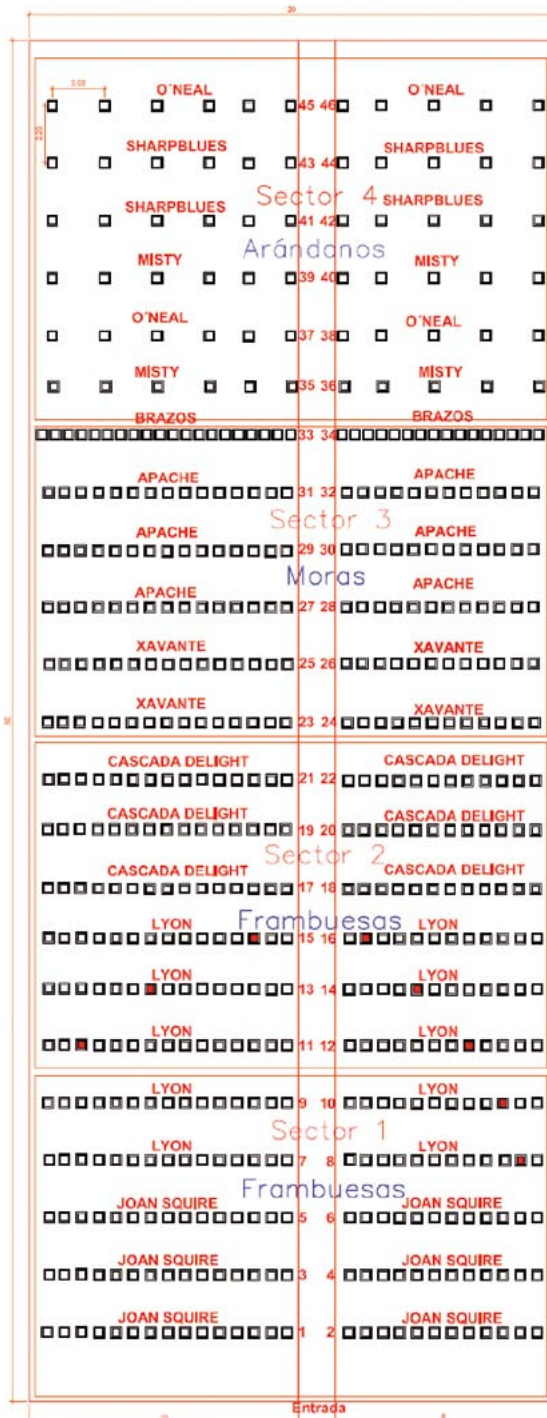 20
O´NEAL 45 46 O´NEAL
2.00
2.20
SHARPBLUES 43 44 SHARPBLUES
Sector 4
SHARPBLUES 41 42 SHARPBLUES
Arándanos
MISTY 39 40 MISTY
O´NEAL 37 38 O´NEAL
MISTY 35 36 MISTY
BRAZOS 33 34 BRAZOS
APACHE 31 32 APACHE
Sector 3
APACHE 29 30 APACHE
Moras
APACHE 27 28 APACHE
XAVANTE 25 26 XAVANTE
XAVANTE 23 24 XAVANTE
CASCADA DELIGHT 21 22 CASCADA DELIGHT
CASCADA DELIGHT 19 20 CASCADA DELIGHT
Sector 2
CASCADA DELIGHT 17 18 CASCADA DELIGHT
Frambuesas
LYON 15 16 LYON
LYON 13 14 LYON
LYON 11 12 LYON
LYON 9 10 LYON
Sector 1
LYON 7 8 LYON
Frambuesas
JOAN SQUIRE 5 6 JOAN SQUIRE
JOAN SQUIRE 3 4 JOAN SQUIRE
JOAN SQUIRE 1 2 JOAN SQUIRE
Entrada